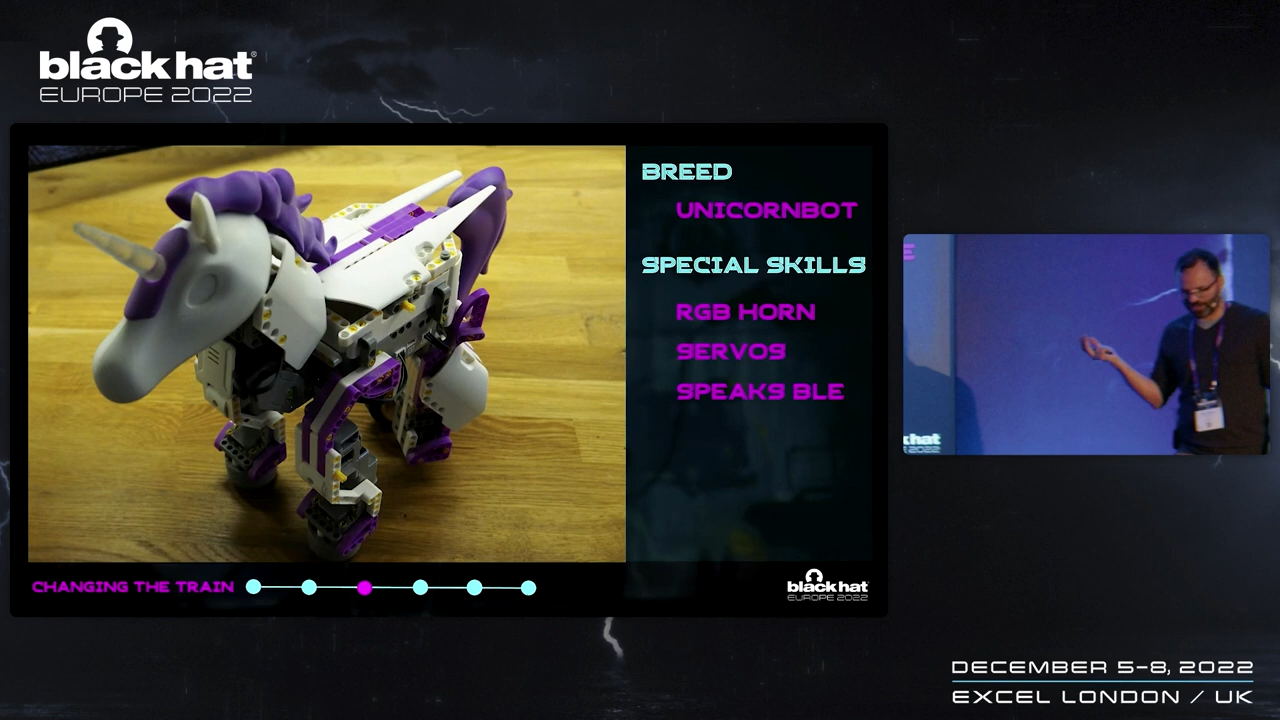 black hat®
EUROPE 2022
BREED
UNICORNBOT
SPECIAL SKILLS
RGB HORN
SERVOS
SPEAKS BLE
CHANGING THE TRAIN
black hat
EUROPE 2022
DECEMBER 5-8, 2022
EXCEL LONDON / UK